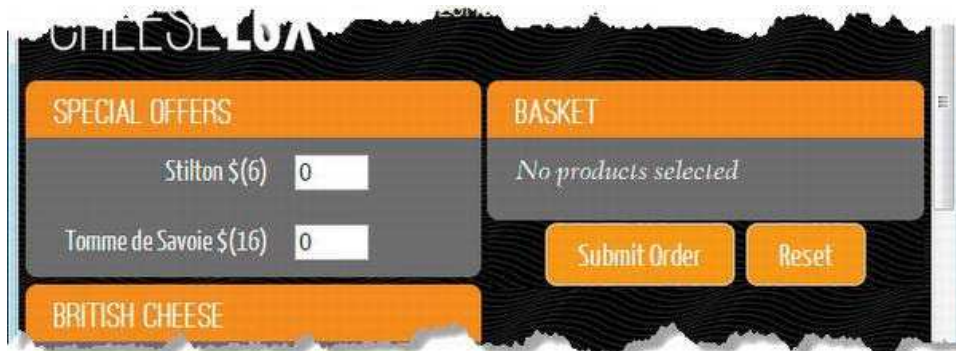 CHEESELUX
SPECIAL OFFERS
Stilton $(6) 0
Tomme de Savoie $(16) 0
BRITISH CHEESE
BASKET
No products selected
Submit Order Reset